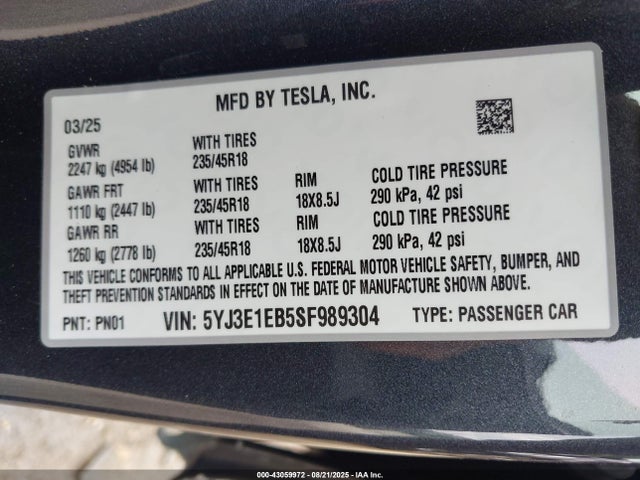 MFD BY TESLA, INC.
03/25
GVWR WITH TIRES
2247 kg (4954 lb) 235/45R18
GAWR FRT WITH TIRES RIM COLD TIRE PRESSURE
1110 kg (2447 lb) 235/45R18 18X8.5J 290 kPa, 42 psi
GAWR RR WITH TIRES RIM COLD TIRE PRESSURE
1260 kg (2778 lb) 235/45R18 18X8.5J 290 kPa, 42 psi
THIS VEHICLE CONFORMS TO ALL APPLICABLE U.S. FEDERAL MOTOR VEHICLE SAFETY, BUMPER, AND
THEFT PREVENTION STANDARDS IN EFFECT ON THE DATE OF MANUFACTURE SHOWN ABOVE.
PNT: PN01 VIN: 5YJ3E1EB5SF989304 TYPE: PASSENGER CAR
000-43059972 - 08/21/2025 - IAA Inc.